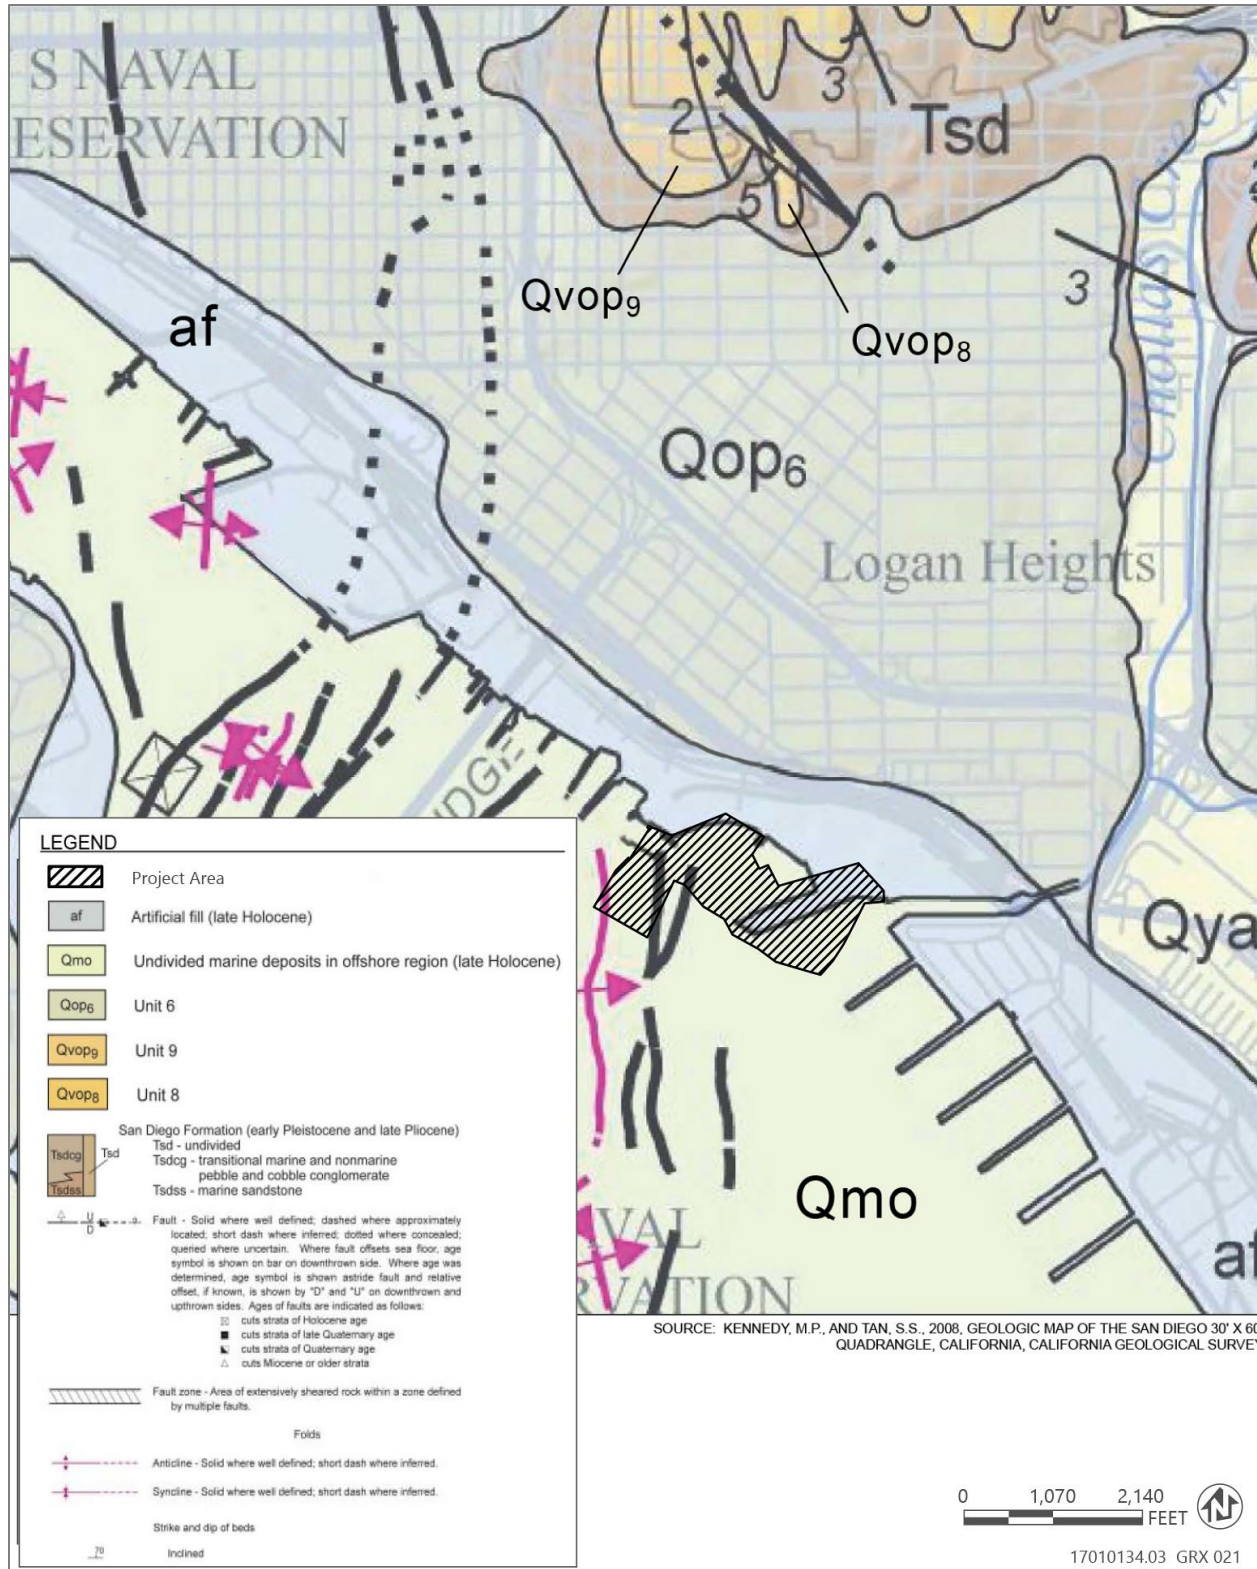 S NAVAL
ESERVATION
3
2
Tsd
5
Qvop9
Qvop8
3
Chollas Creek
af
Qop6
Logan Heights
IDGE
Qya
Qmo
VAL
RVATION
af
LEGEND
Project Area
af Artificial fill (late Holocene)
Qmo Undivided marine deposits in offshore region (late Holocene)
Qop6 Unit 6
Qvop9 Unit 9
Qvop8 Unit 8
San Diego Formation (early Pleistocene and late Pliocene)
Tsdcg Tsd Tsd - undivided
Tsdcg - transitional marine and nonmarine
pebble and cobble conglomerate
Tsdss Tsdss - marine sandstone
U
D
? Fault - Solid where well defined; dashed where approximately
located; short dash where inferred; dotted where concealed;
queried where uncertain. Where fault offsets sea floor, age
symbol is shown on bar on downthrown side. Where age was
determined, age symbol is shown astride fault and relative
offset, if known, is shown by "D" and "U" on downthrown and
upthrown sides. Ages of faults are indicated as follows:
cuts strata of Holocene age
cuts strata of late Quaternary age
cuts strata of Quaternary age
cuts Miocene or older strata
Fault zone - Area of extensively sheared rock within a zone defined
by multiple faults.
Folds
Anticline - Solid where well defined; short dash where inferred.
Syncline - Solid where well defined; short dash where inferred.
Strike and dip of beds
70 Inclined
SOURCE: KENNEDY, M.P., AND TAN, S.S., 2008, GEOLOGIC MAP OF THE SAN DIEGO 30' X 60
QUADRANGLE, CALIFORNIA, CALIFORNIA GEOLOGICAL SURVEY
0 1,070 2,140
FEET
N
17010134.03 GRX 021